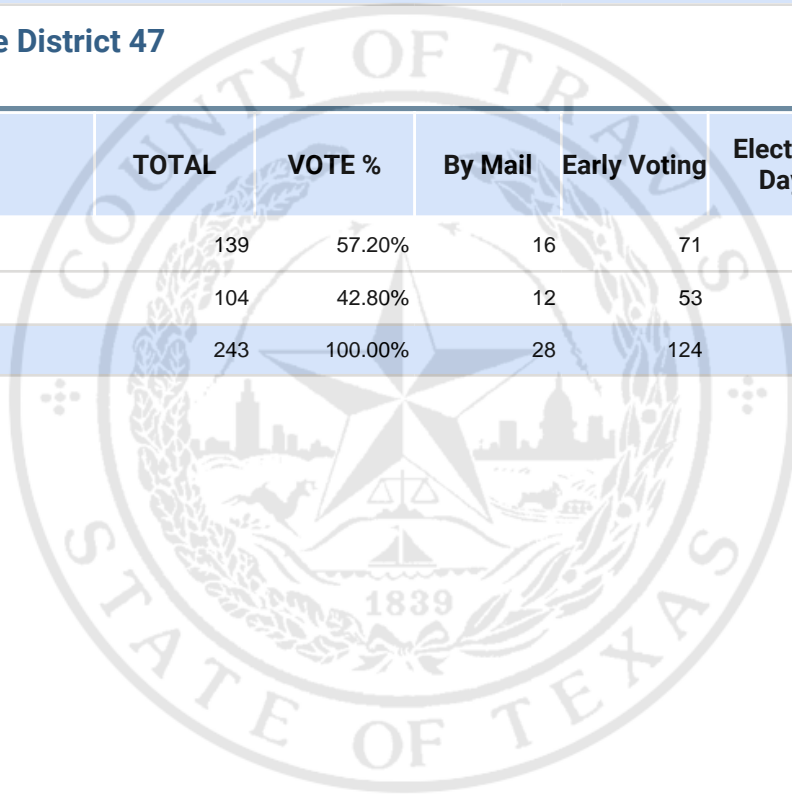 e District 47
TOTAL VOTE % By Mail Early Voting Elect
Da
139 57.20% 16 71
104 42.80% 12 53
243 100.00% 28 124
COUNTY OF TRAVIS
1839
STATE OF TEXAS